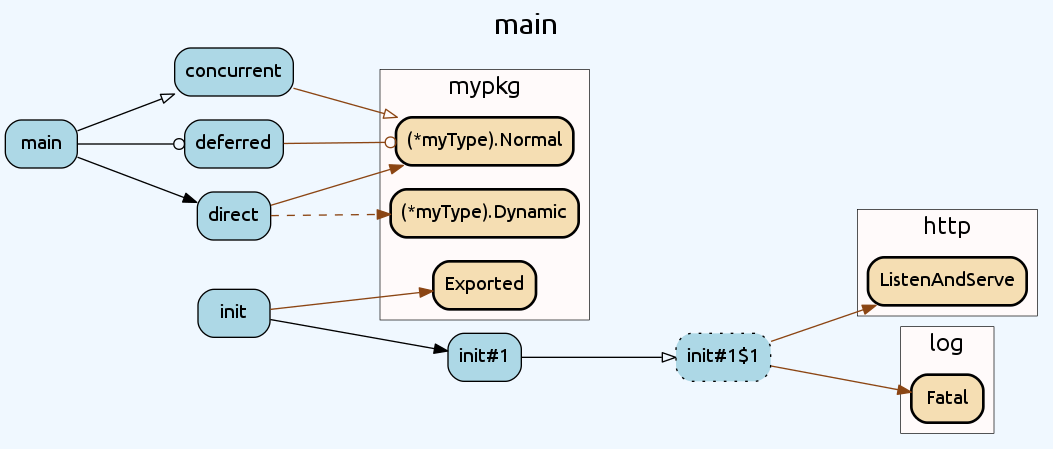 main
concurrent
mypkg
main
deferred
(*myType).Normal
direct
(*myType).Dynamic
http
init
Exported
ListenAndServe
init#1
init#1$1
log
Fatal